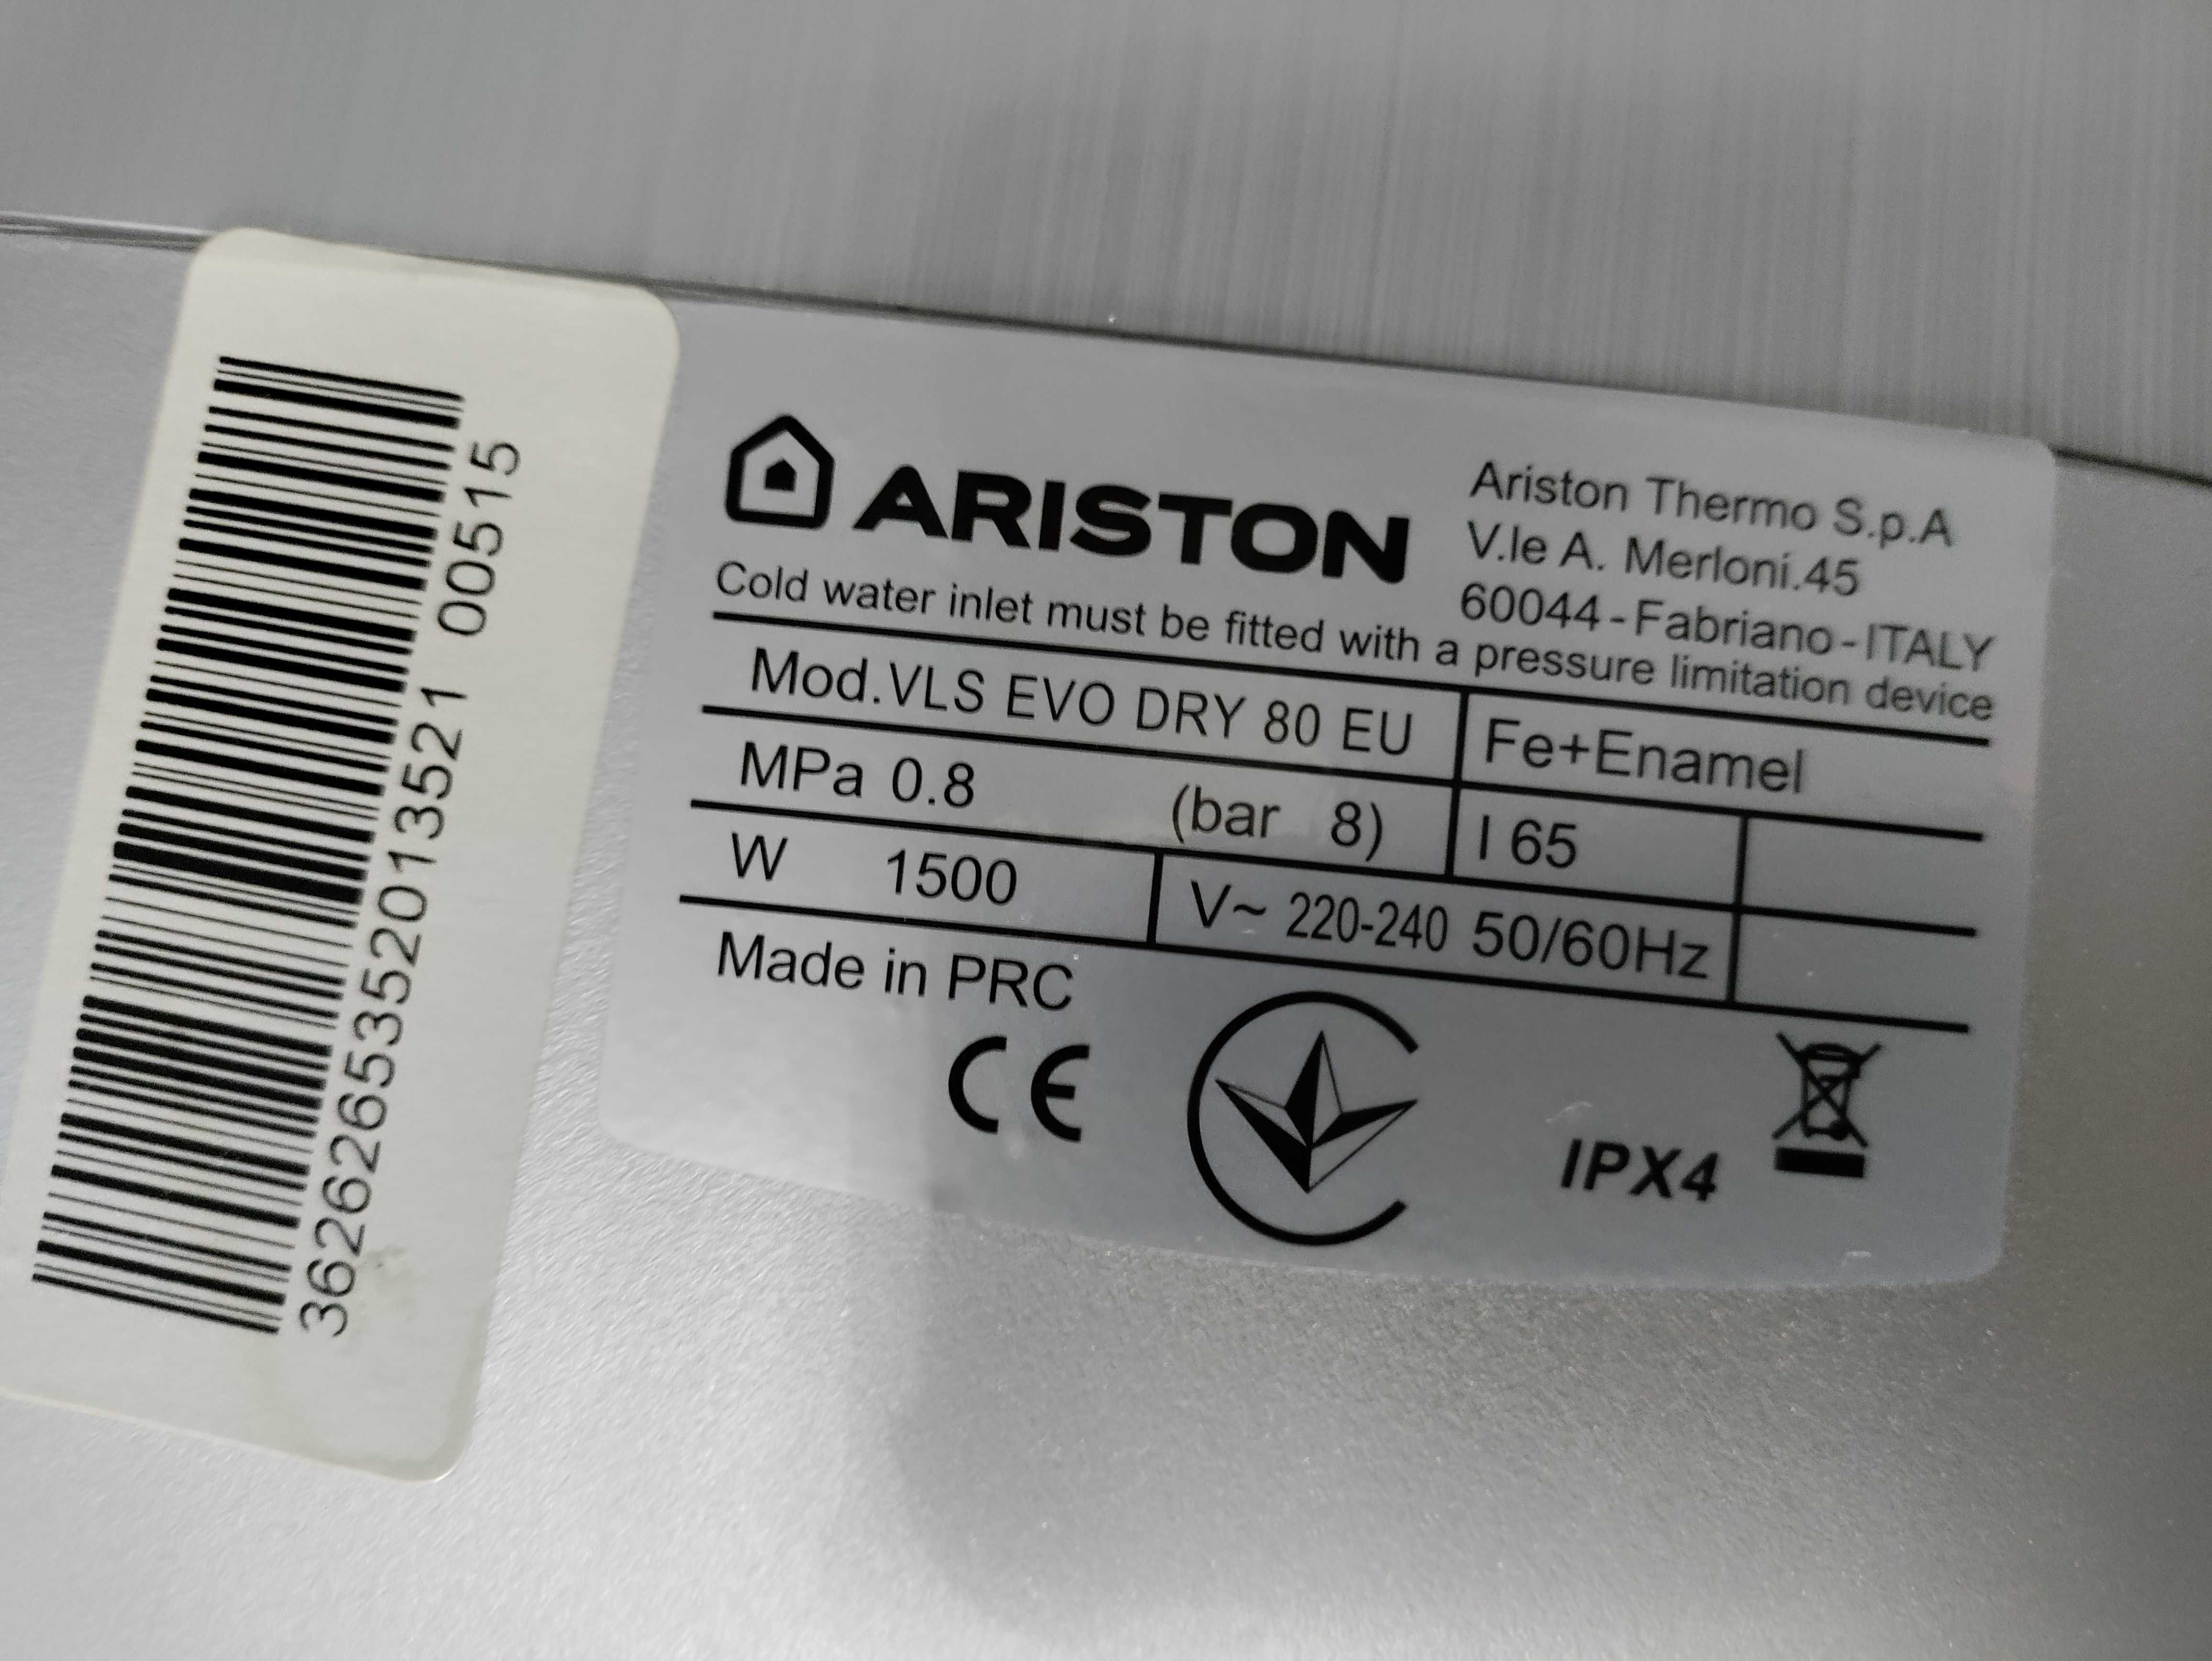 3626265352013521 00515
ARISTON
Ariston Thermo S.p.A
V.le A. Merloni.45
60044-Fabriano-ITALY
Cold water inlet must be fitted with a pressure limitation device
Mod.VLS EVO DRY 80 EU Fe+Enamel
MPa 0.8 (bar 8) l 65
W 1500 V~ 220-240 50/60Hz
Made in PRC
CE
IPX4